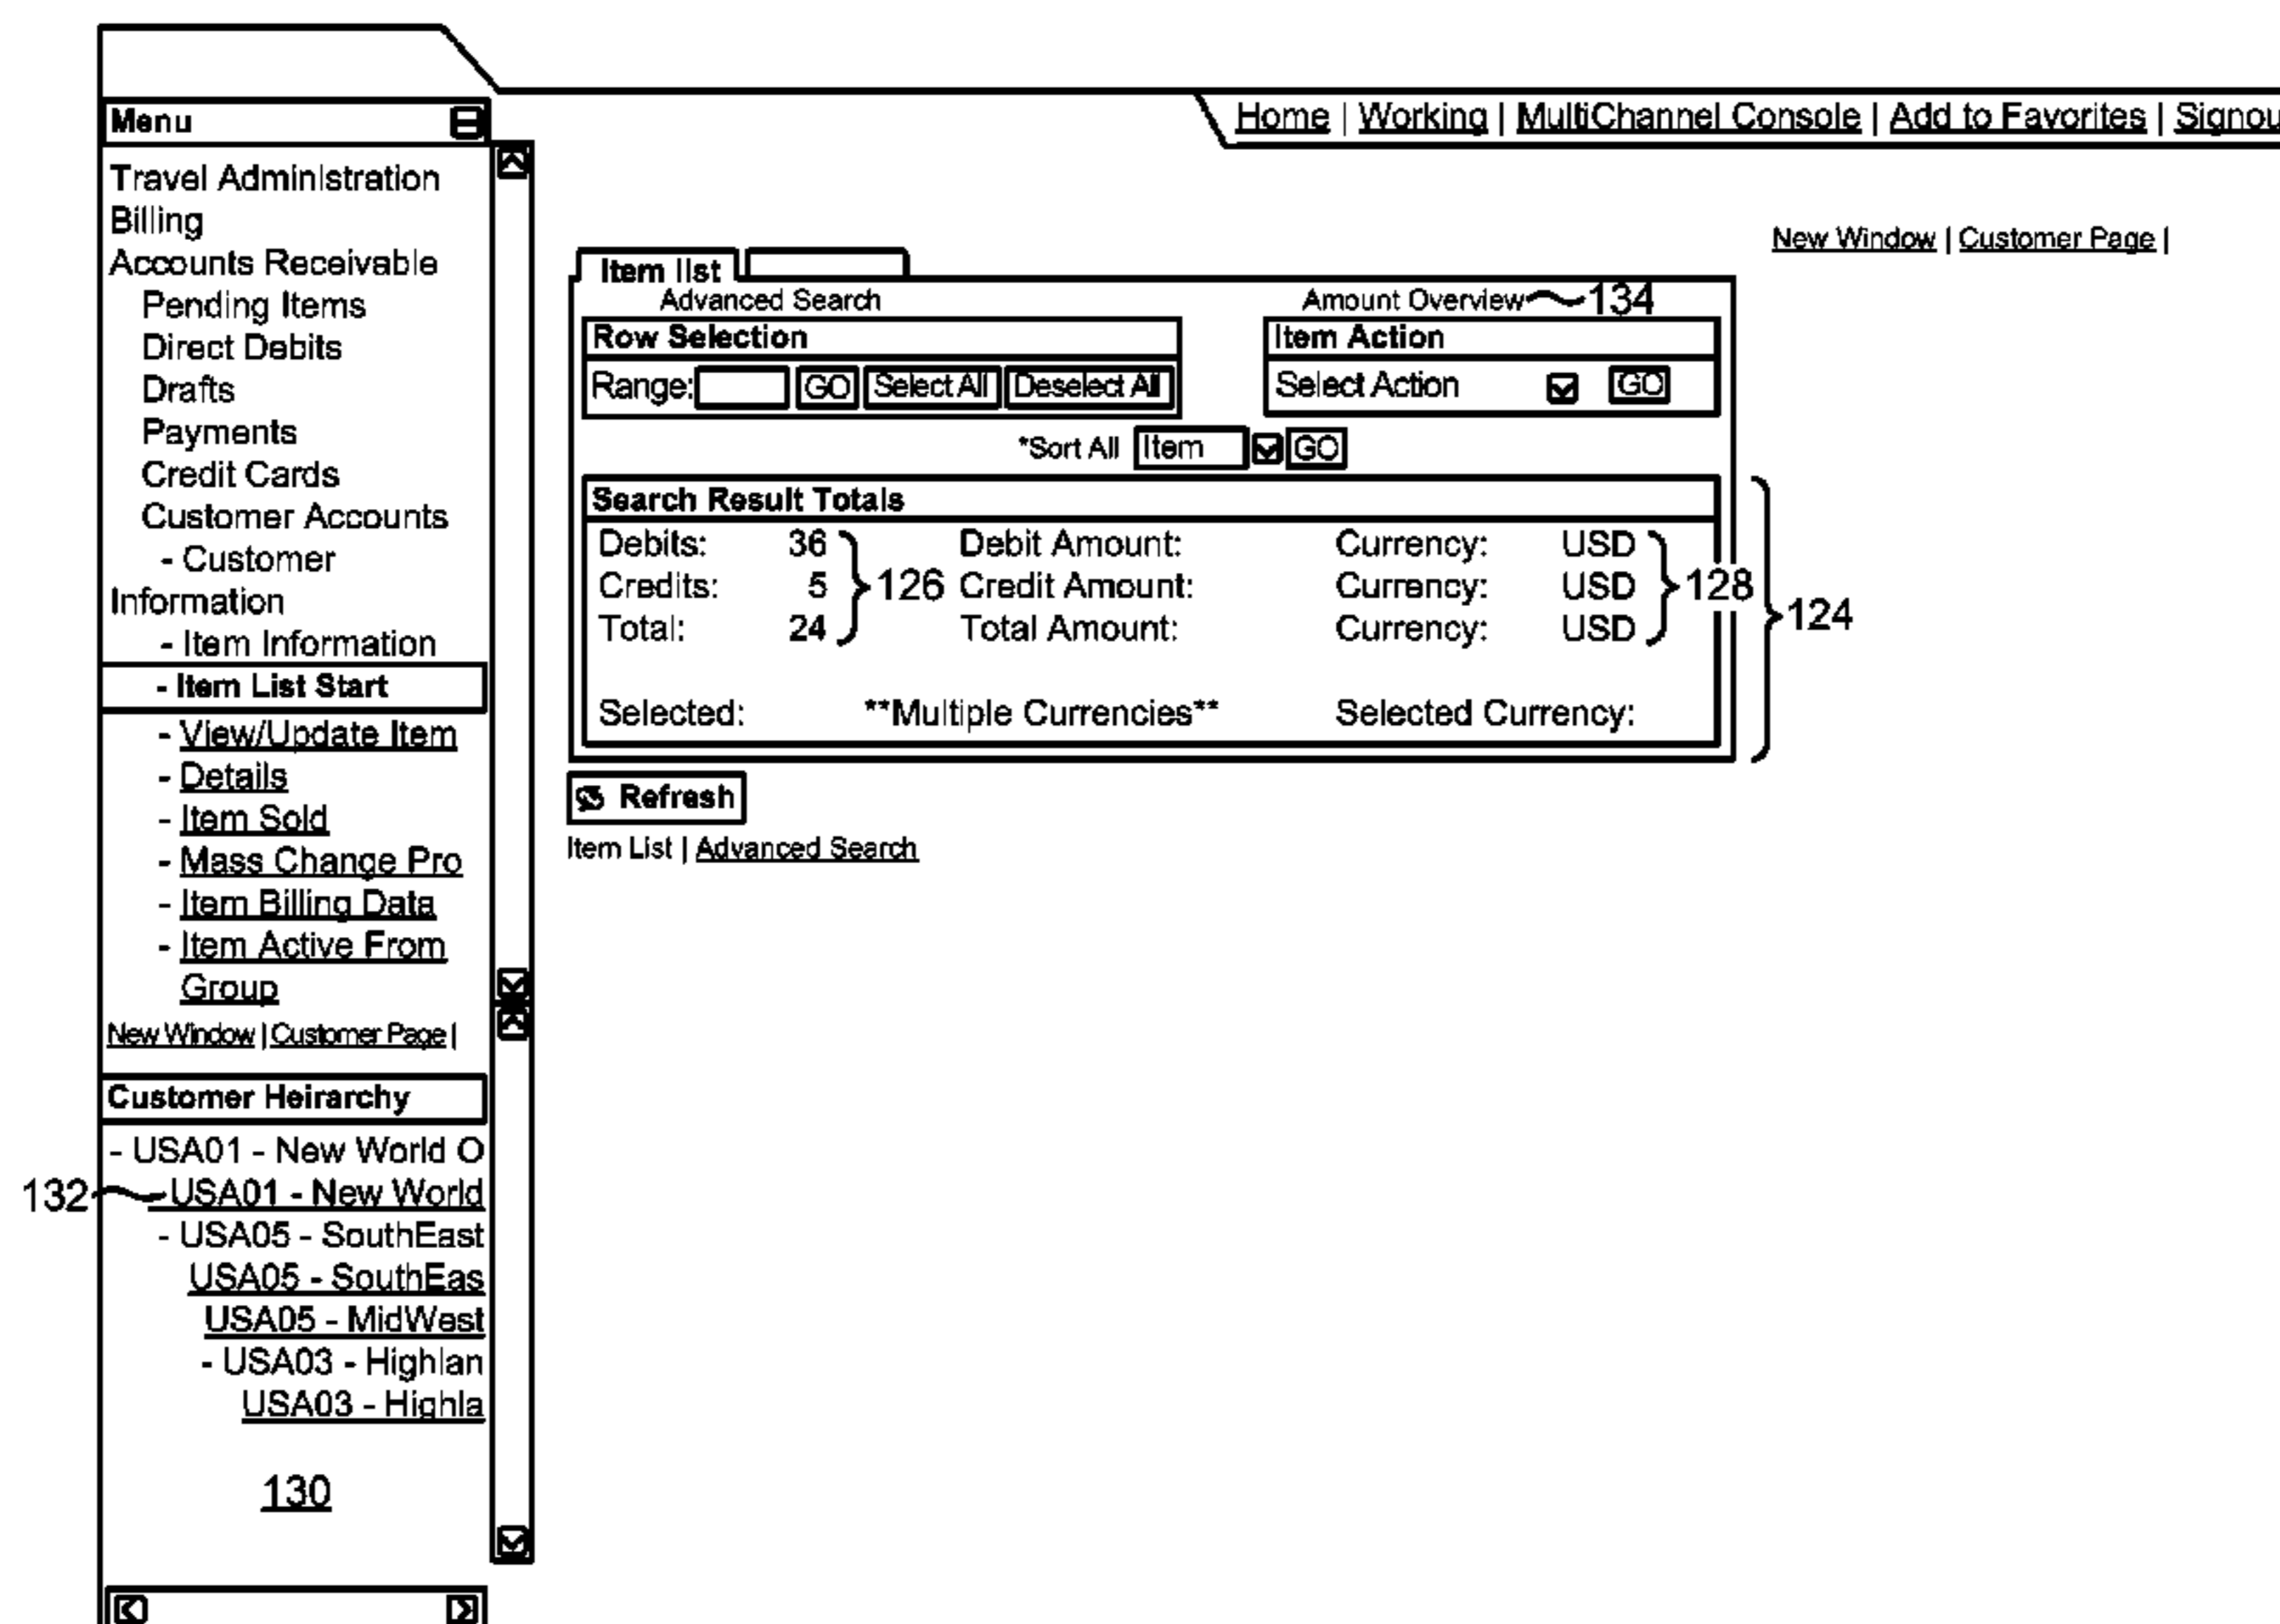 Home | Working | MultiChannel Console | Add to Favorites | Signou
Menu
Travel Administration
Billing
Accounts Receivable
Pending Items
Direct Debits
Drafts
Payments
Credit Cards
Customer Accounts
- Customer
Information
- Item Information
- Item List Start
- View/Update Item
- Details
- Item Sold
- Mass Change Pro
- Item Billing Data
- Item Active From
Group
New Window | Customer Page |
Customer Heirarchy
- USA01 - New World O
132 USA01 - New World
- USA05 - SouthEast
USA05 - SouthEas
USA05 - MidWest
- USA03 - Highlan
USA03 - Highla
130
New Window | Customer Page |
Item list
Advanced Search Amount Overview 134
Row Selection Item Action
Range: GO Select All Deselect All Select Action GO
*Sort All Item GO
Search Result Totals
Debits: 36 Debit Amount: Currency: USD
Credits: 5 126 Credit Amount: Currency: USD 128
Total: 24 Total Amount: Currency: USD
124
Selected: **Multiple Currencies** Selected Currency:
Refresh
Item List | Advanced Search